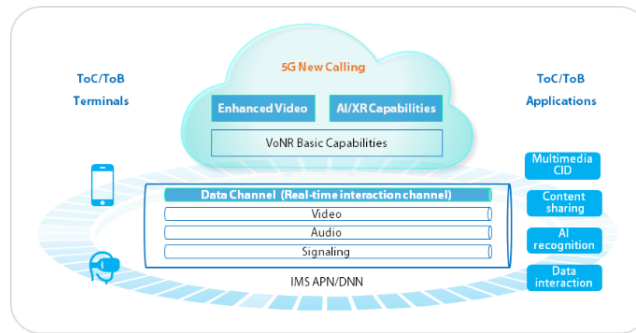 5G New Calling
ToC/ToB
Terminals
Enhanced Video
AI/XR Capabilities
VoNR Basic Capabilities
ToC/ToB
Applications
Data Channel (Real-time interaction channel)
Video
Audio
Signaling
IMS APN/DNN
Multimedia
CID
Content
sharing
AI
recognition
Data
interaction